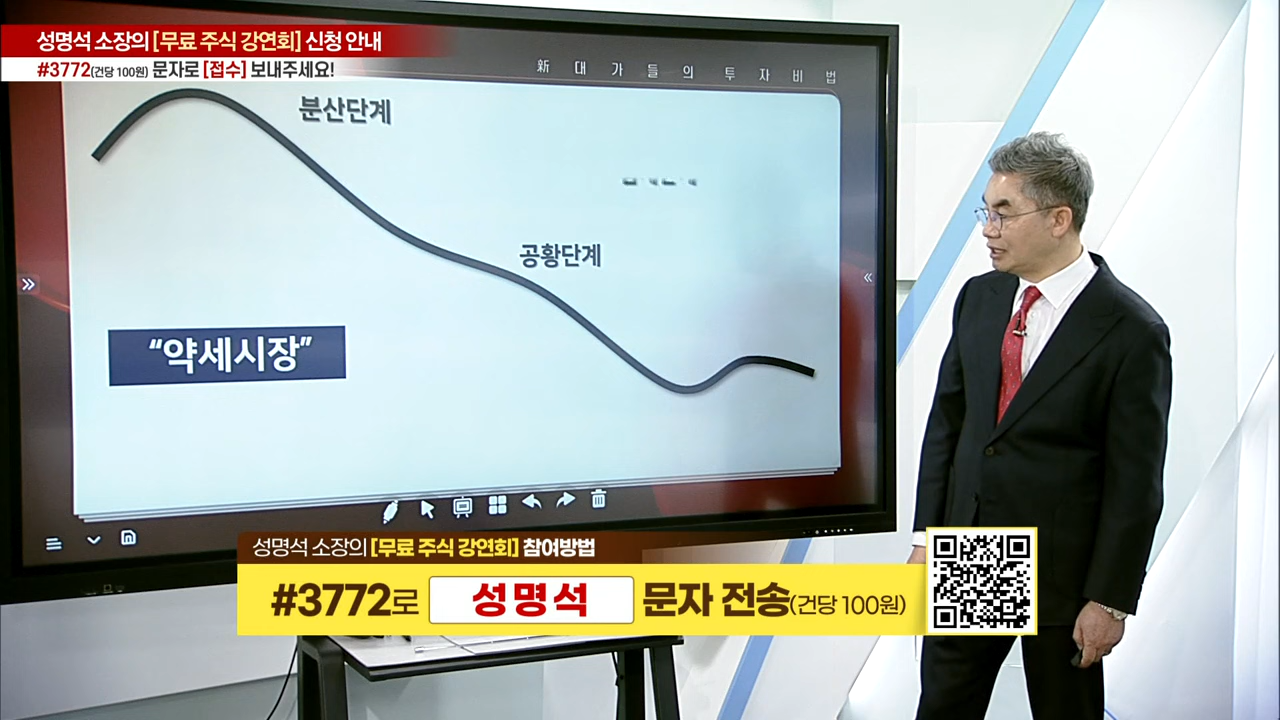 성명석 소장의 [무료 주식 강연회] 신청 안내
#3772(건당 100원) 문자로 [접수] 보내주세요!
新 대 가 들 의 투 자 비 법
분산단계
공황단계
“약세시장”
성명석 소장의 [무료 주식 강연회] 참여방법
#3772로 성명석 문자 전송(건당 100원)